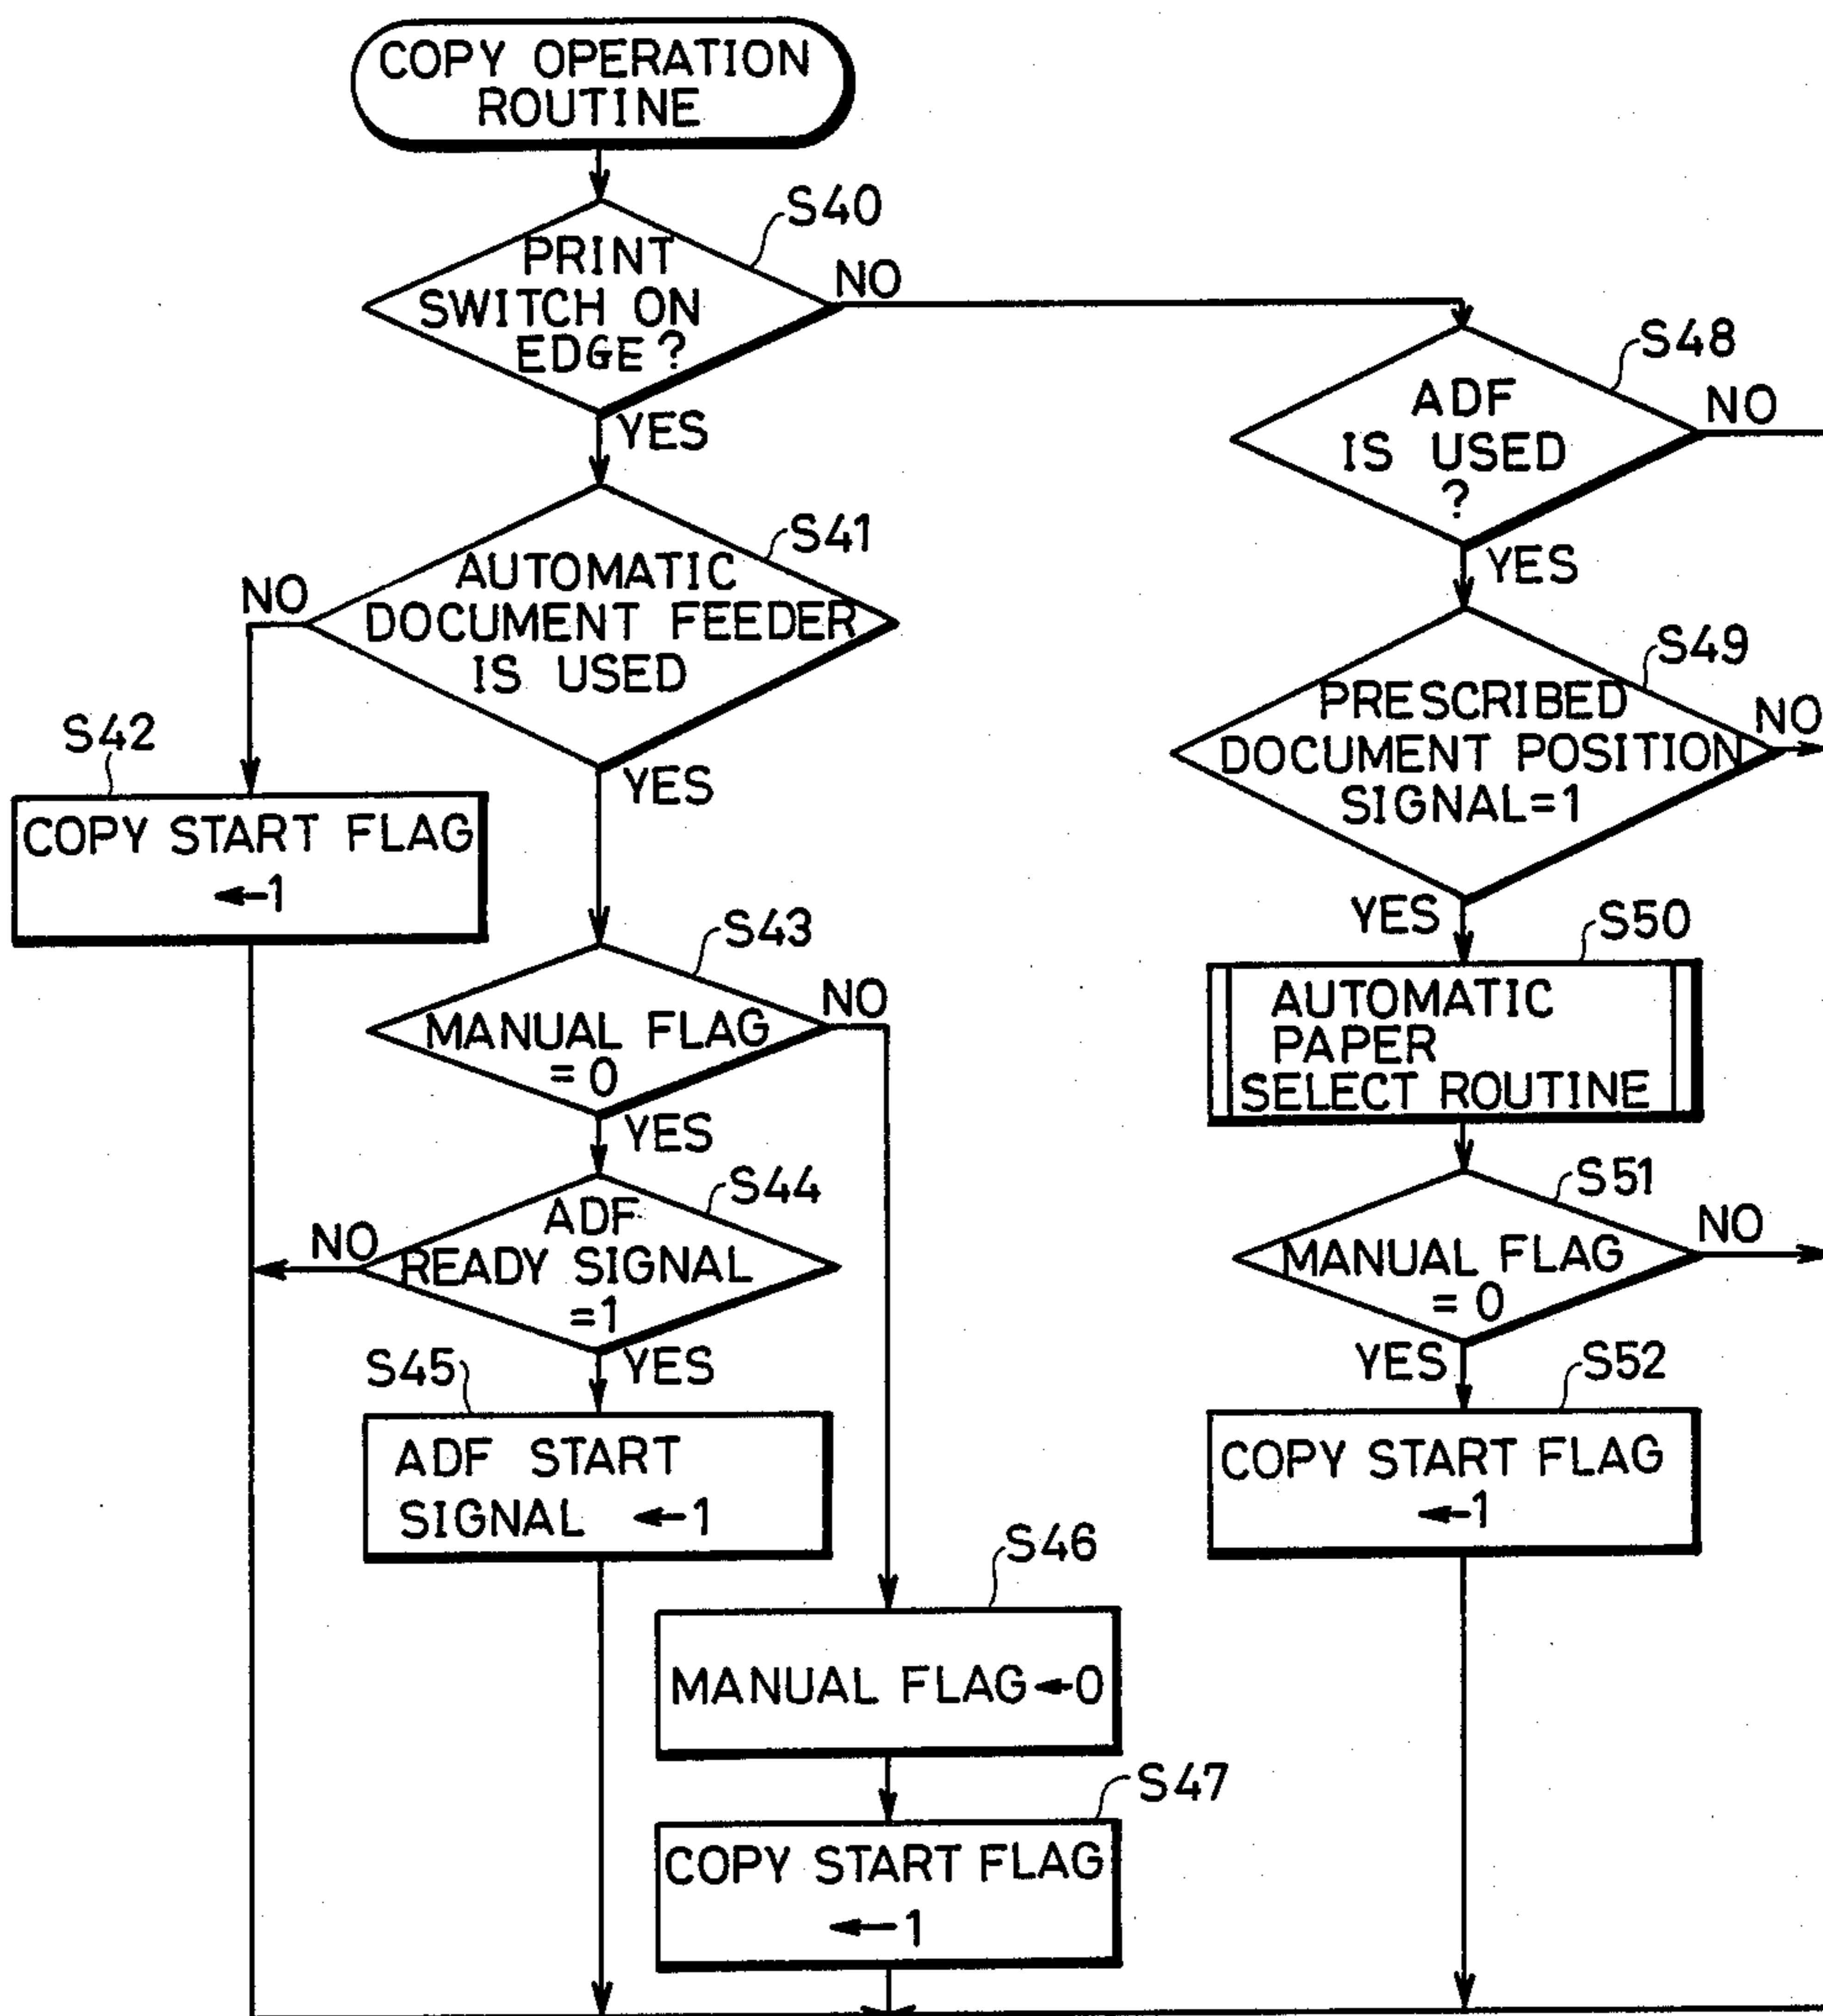 COPY OPERATION
ROUTINE
S40
PRINT
SWITCH ON
EDGE?
NO
YES
S41
AUTOMATIC
DOCUMENT FEEDER
IS USED
NO
YES
S42
COPY START FLAG
←1
S43
MANUAL FLAG
=0
NO
YES
S44
ADF
READY SIGNAL
=1
NO
YES
S45
ADF START
SIGNAL ←1
S46
MANUAL FLAG←0
S47
COPY START FLAG
←1
S48
ADF
IS USED
?
NO
YES
S49
PRESCRIBED
DOCUMENT POSITION
SIGNAL=1
NO
YES
S50
AUTOMATIC
PAPER
SELECT ROUTINE
S51
MANUAL FLAG
=0
NO
YES
S52
COPY START FLAG
←1